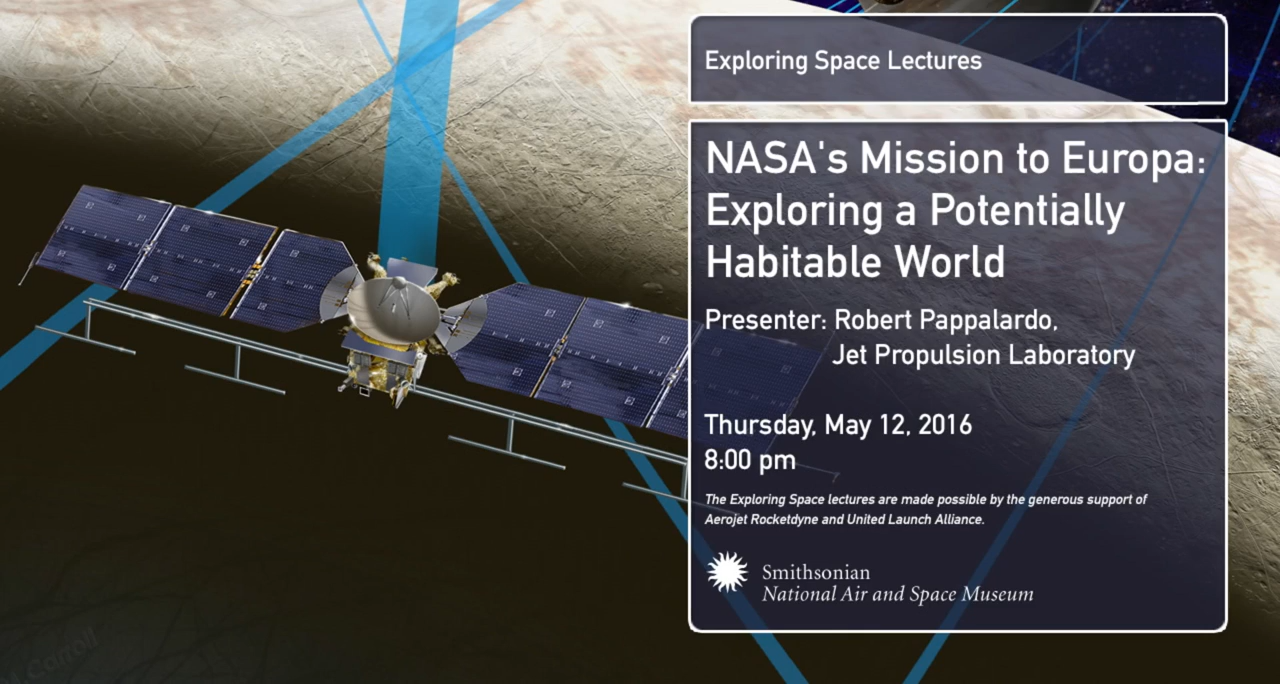 Exploring Space Lectures
NASA's Mission to Europa:
Exploring a Potentially
Habitable World
Presenter: Robert Pappalardo,
Jet Propulsion Laboratory
Thursday, May 12, 2016
8:00 pm
The Exploring Space lectures are made possible by the generous support of
Aerojet Rocketdyne and United Launch Alliance.
Smithsonian
National Air and Space Museum
Carroll